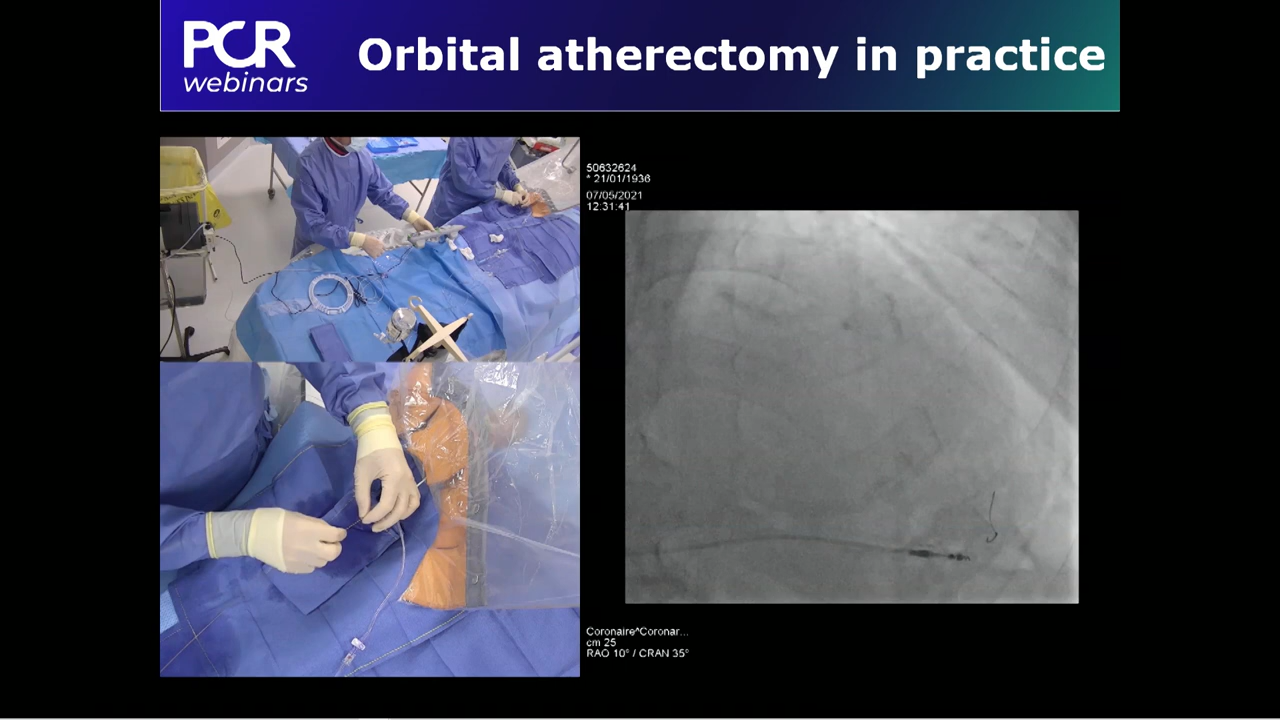 PCR
webinars
Orbital atherectomy in practice
50632624
* 21/01/1936
07/05/2021
12:31:41
Coronaire^Coronar...
cm 25
RAO 10° / CRAN 35°